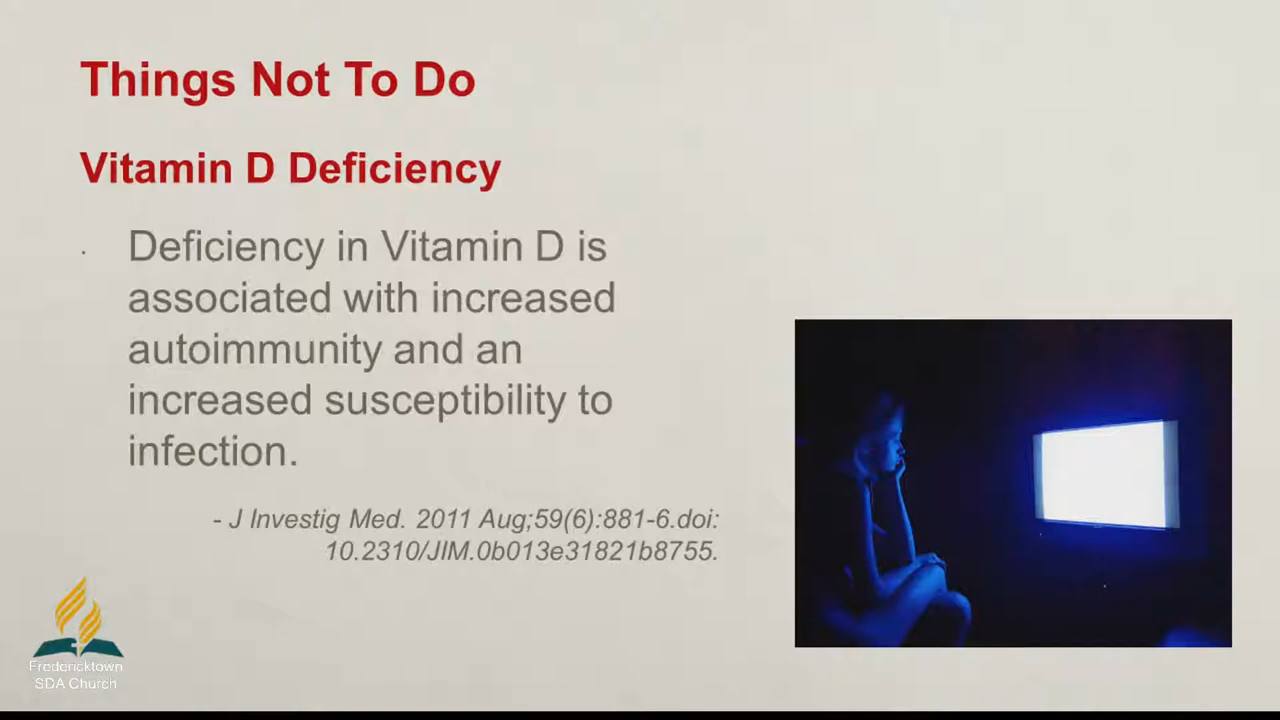 Things Not To Do
Vitamin D Deficiency
· Deficiency in Vitamin D is
associated with increased
autoimmunity and an
increased susceptibility to
infection.
- J Investig Med. 2011 Aug;59(6):881-6.doi:
10.2310/JIM.0b013e31821b8755.
Fredericktown
SDA Church